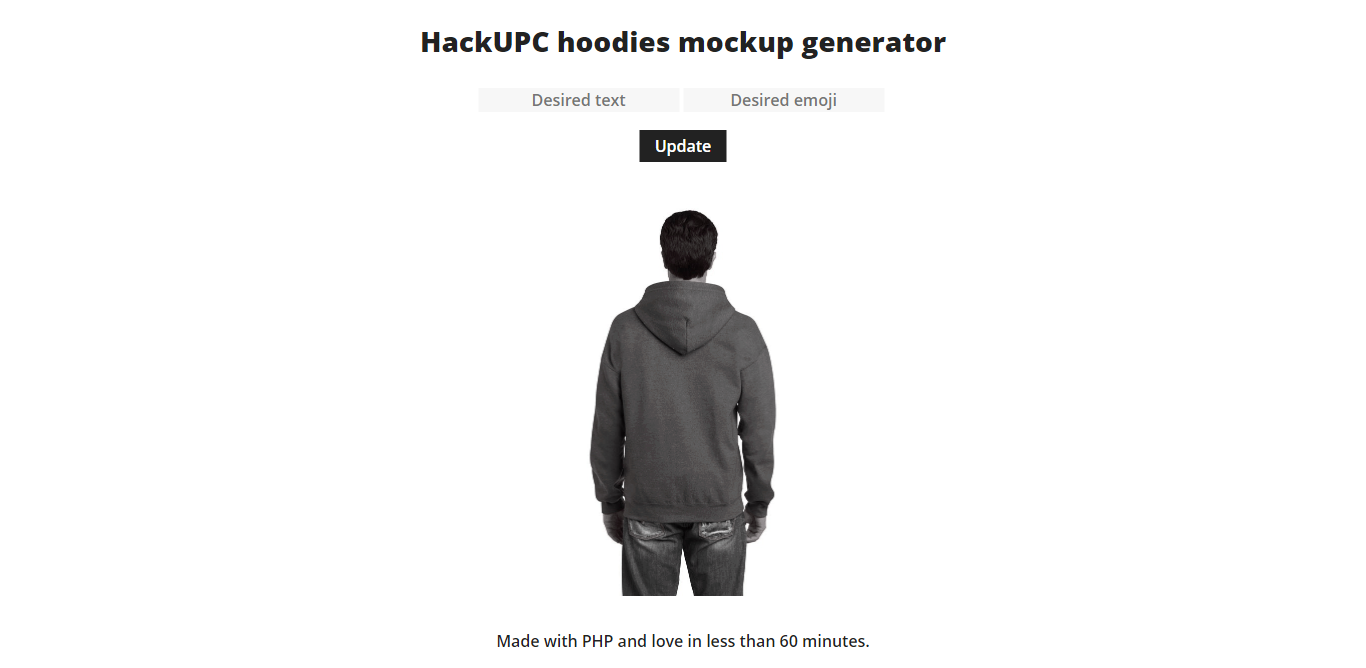 HackUPC hoodies mockup generator
Desired text Desired emoji
Update
Made with PHP and love in less than 60 minutes.